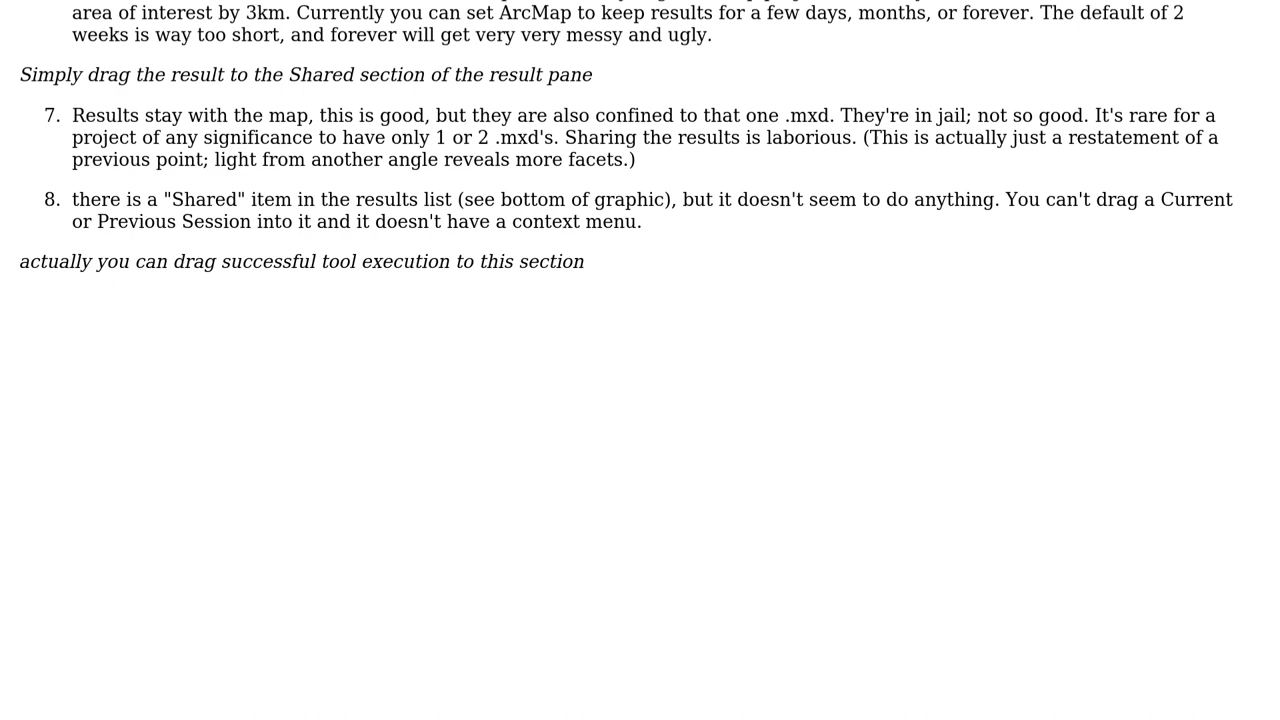 area of interest by 3km. Currently you can set ArcMap to keep results for a few days, months, or forever. The default of 2
weeks is way too short, and forever will get very very messy and ugly.
Simply drag the result to the Shared section of the result pane
7. Results stay with the map, this is good, but they are also confined to that one .mxd. They're in jail; not so good. It's rare for a
project of any significance to have only 1 or 2 .mxd's. Sharing the results is laborious. (This is actually just a restatement of a
previous point; light from another angle reveals more facets.)
8. there is a "Shared" item in the results list (see bottom of graphic), but it doesn't seem to do anything. You can't drag a Current
or Previous Session into it and it doesn't have a context menu.
actually you can drag successful tool execution to this section